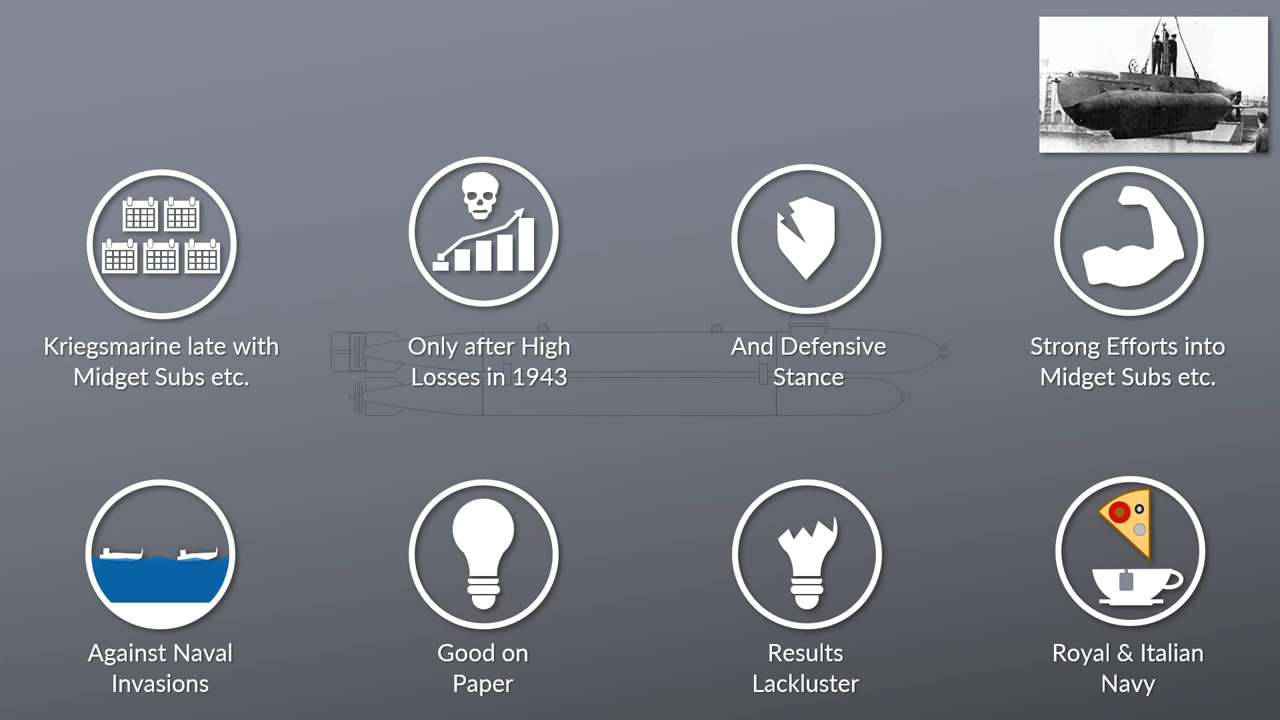 Kriegsmarine late with
Midget Subs etc.
Only after High
Losses in 1943
And Defensive
Stance
Strong Efforts into
Midget Subs etc.
Against Naval
Invasions
Good on
Paper
Results
Lackluster
Royal & Italian
Navy